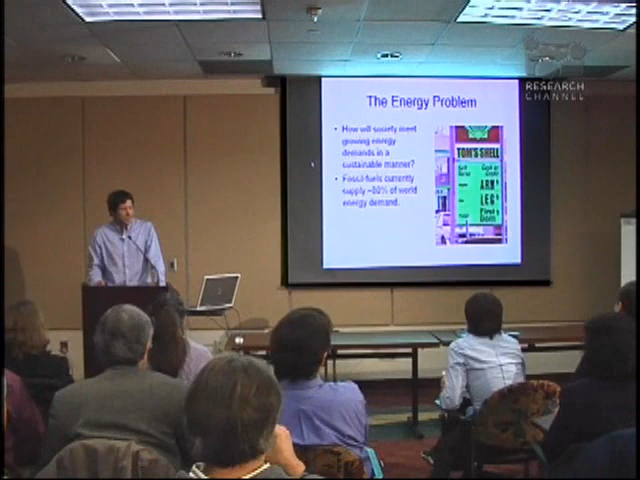 RESEARCH
CHANNEL
The Energy Problem
• How will society meet
growing energy
demands in a
sustainable manner?
• Fossil-fuels currently
supply ~80% of world
energy demand.
TOM'S SHELL
ARM
LEG